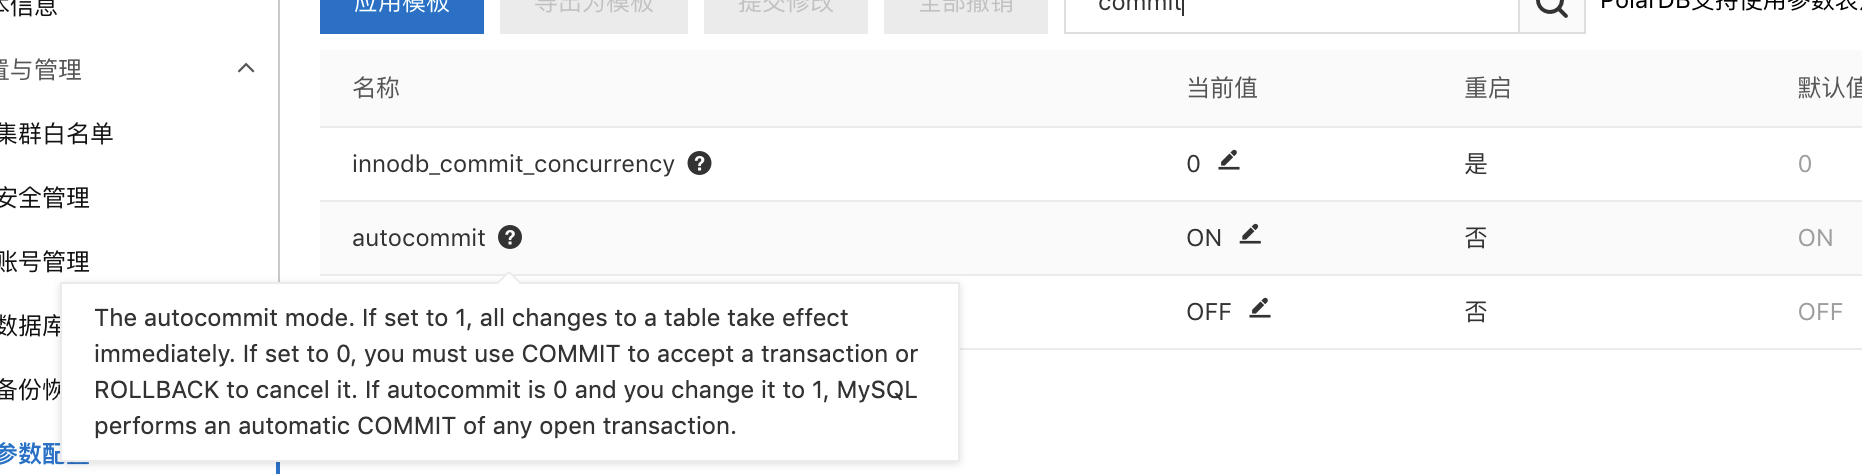 本信息
应用模板 导出为模板 提交修改 全部撤销 commit PolarDB支持使用参数表
置与管理
名称 当前值 重启 默认值
集群白名单
innodb_commit_concurrency 0 是 0
安全管理
autocommit ON 否 ON
账号管理
OFF 否 OFF
数据库
The autocommit mode. If set to 1, all changes to a table take effect
immediately. If set to 0, you must use COMMIT to accept a transaction or
ROLLBACK to cancel it. If autocommit is 0 and you change it to 1, MySQL
performs an automatic COMMIT of any open transaction.
备份恢
参数配置